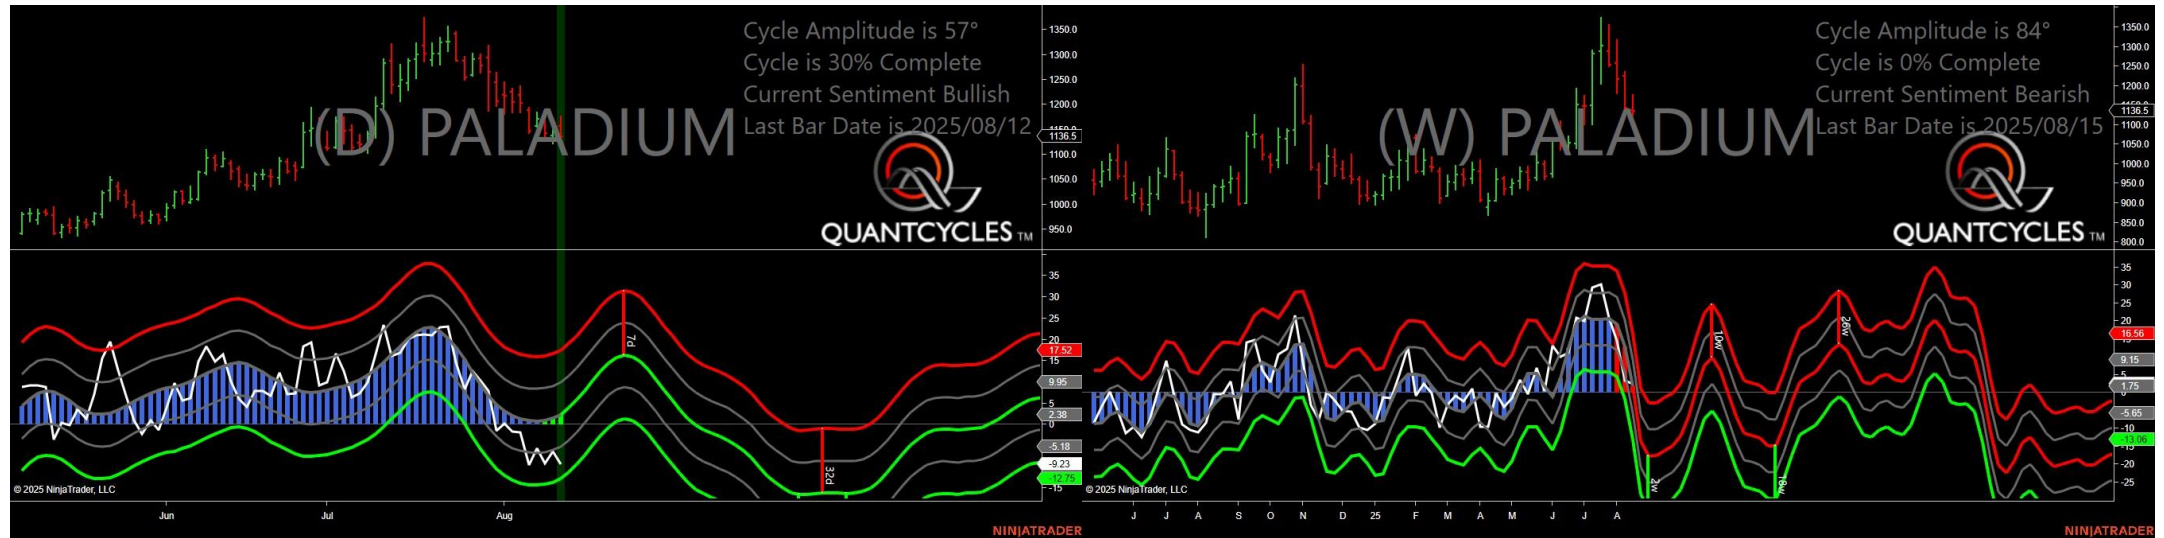 Cycle Amplitude is 57°
Cycle is 30% Complete
Current Sentiment Bullish
Last Bar Date is 2025/08/12
(D) PALADIUM
QUANTCYCLES TM
1350.0
1300.0
1250.0
1200.0
1136.5
1100.0
1050.0
1000.0
950.0
35
30
25
20
17.52
15
9.95
5
2.38
0
-5.18
-9.23
-12.75
-15
7d
32d
© 2025 NinjaTrader, LLC
Jun
Jul
Aug
NINJATRADER
Cycle Amplitude is 84°
Cycle is 0% Complete
Current Sentiment Bearish
Last Bar Date is 2025/08/15
(W) PALADIUM
QUANTCYCLES TM
1350.0
1300.0
1250.0
1200.0
1136.5
1100.0
1050.0
1000.0
950.0
900.0
850.0
800.0
35
30
25
20
16.56
9.15
5
1.75
-5.65
-10
-13.06
-20
-25
2w
10w
18w
26w
© 2025 NinjaTrader, LLC
J
J
A
S
O
N
D
25
F
M
A
M
J
J
A
NINJATRADER